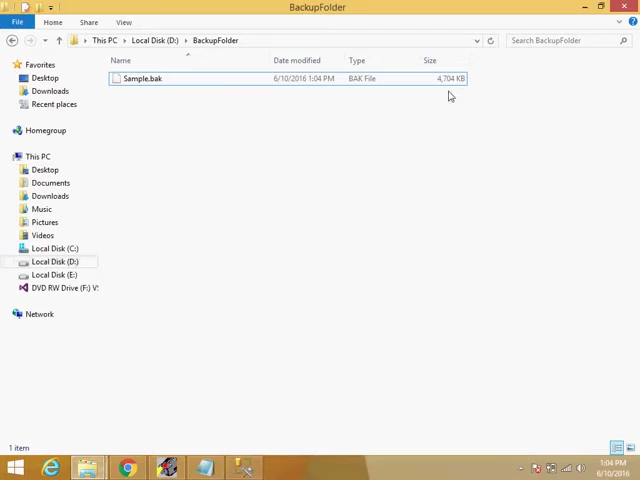 BackupFolder
File Home Share View
This PC Local Disk (D:) BackupFolder Search BackupFolder
Name Date modified Type Size
Sample.bak 6/10/2016 1:04 PM BAK File 4,704 KB
Favorites
Desktop
Downloads
Recent places
Homegroup
This PC
Desktop
Documents
Downloads
Music
Pictures
Videos
Local Disk (C:)
Local Disk (D:)
Local Disk (E:)
DVD RW Drive (F:) V
Network
1 item
1:04 PM
6/10/2016